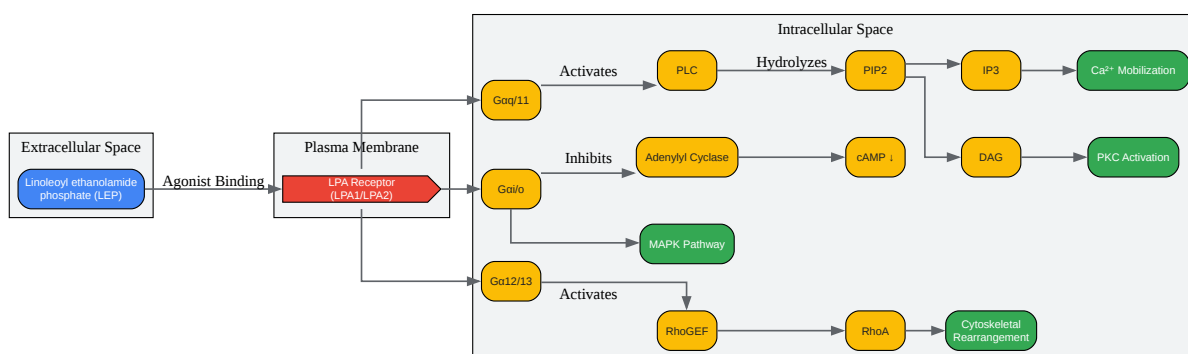 Intracellular Space
Activates
PLC
Hydrolyzes
PIP2
IP3
Ca²⁺ Mobilization
Gαq/11
Extracellular Space
Plasma Membrane
Inhibits
Adenylyl Cyclase
cAMP ↓
DAG
PKC Activation
Linoleoyl ethanolamide
phosphate (LEP)
Agonist Binding
LPA Receptor
(LPA1/LPA2)
Gαi/o
MAPK Pathway
Gα12/13
Activates
RhoGEF
RhoA
Cytoskeletal
Rearrangement